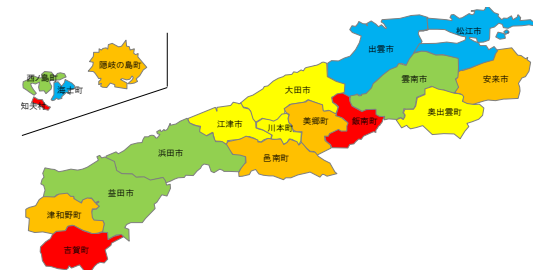 松江市
出雲市
隠岐の島町
西ノ島町
海士町
知夫村
雲南市
安来市
大田市
奥出雲町
飯南町
美郷町
川本町
江津市
邑南町
浜田市
益田市
津和野町
吉賀町